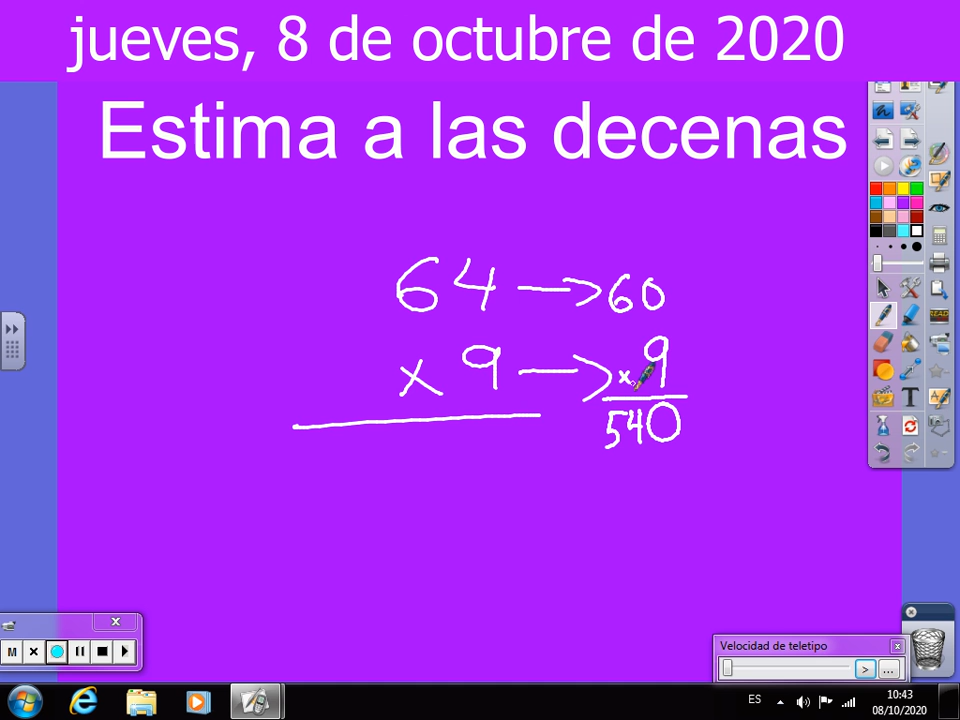 jueves, 8 de octubre de 2020
Estima a las decenas
64 → 60
x 9 → x 9
540
READ
T
A
M
Velocidad de teletipo
> ...
ES
10:43
08/10/2020